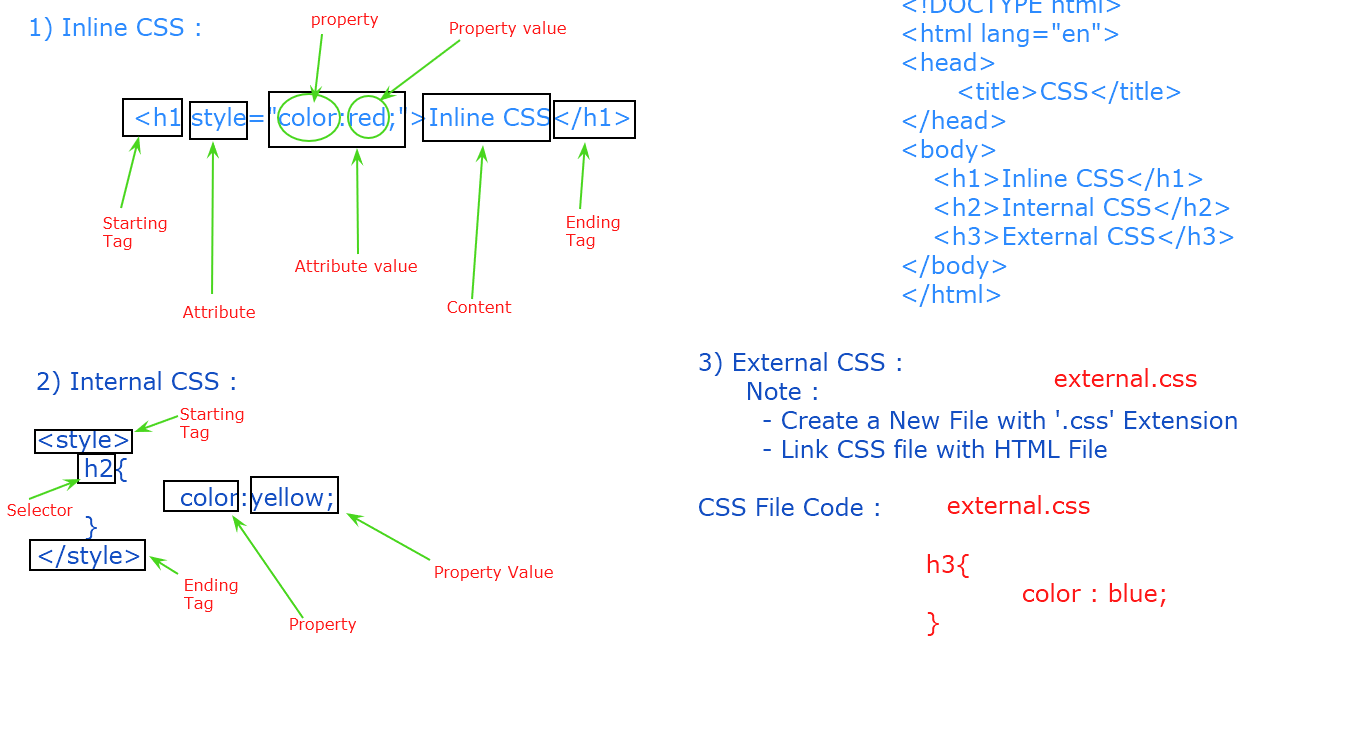 1) Inline CSS :
property
Property value
<h1 style="color:red;">Inline CSS</h1>
Starting
Tag
Attribute
Attribute value
Content
Ending
Tag
<!DOCTYPE html>
<html lang="en">
<head>
<title>CSS</title>
</head>
<body>
<h1>Inline CSS</h1>
<h2>Internal CSS</h2>
<h3>External CSS</h3>
</body>
</html>
2) Internal CSS :
Starting
Tag
<style>
h2{
Selector
color:yellow;
}
</style>
Ending
Tag
Property
Property Value
3) External CSS :
external.css
Note :
- Create a New File with '.css' Extension
- Link CSS file with HTML File
CSS File Code :
external.css
h3{
color : blue;
}